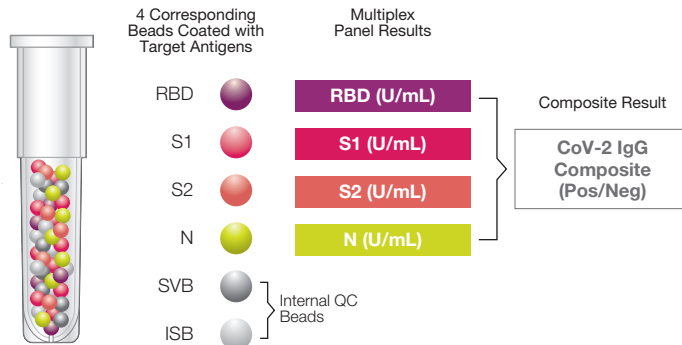 4 Corresponding
Beads Coated with
Target Antigens
Multiplex
Panel Results
RBD
RBD (U/mL)
S1
S1 (U/mL)
S2
S2 (U/mL)
N
N (U/mL)
Composite Result
CoV-2 IgG
Composite
(Pos/Neg)
SVB
ISB
Internal QC
Beads